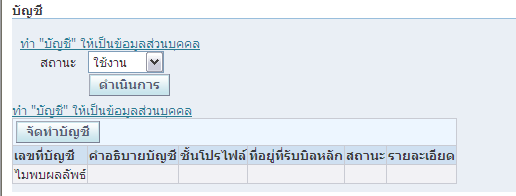 บัญชี
ทำ "บัญชี" ให้เป็นข้อมูลส่วนบุคคล
สถานะ ใช้งาน
ดำเนินการ
ทำ "บัญชี" ให้เป็นข้อมูลส่วนบุคคล
จัดทำบัญชี
เลขที่บัญชี คำอธิบายบัญชี ชั้นโปรไฟล์ ที่อยู่ที่รับบิลหลัก สถานะ รายละเอียด
ไม่พบผลลัพธ์